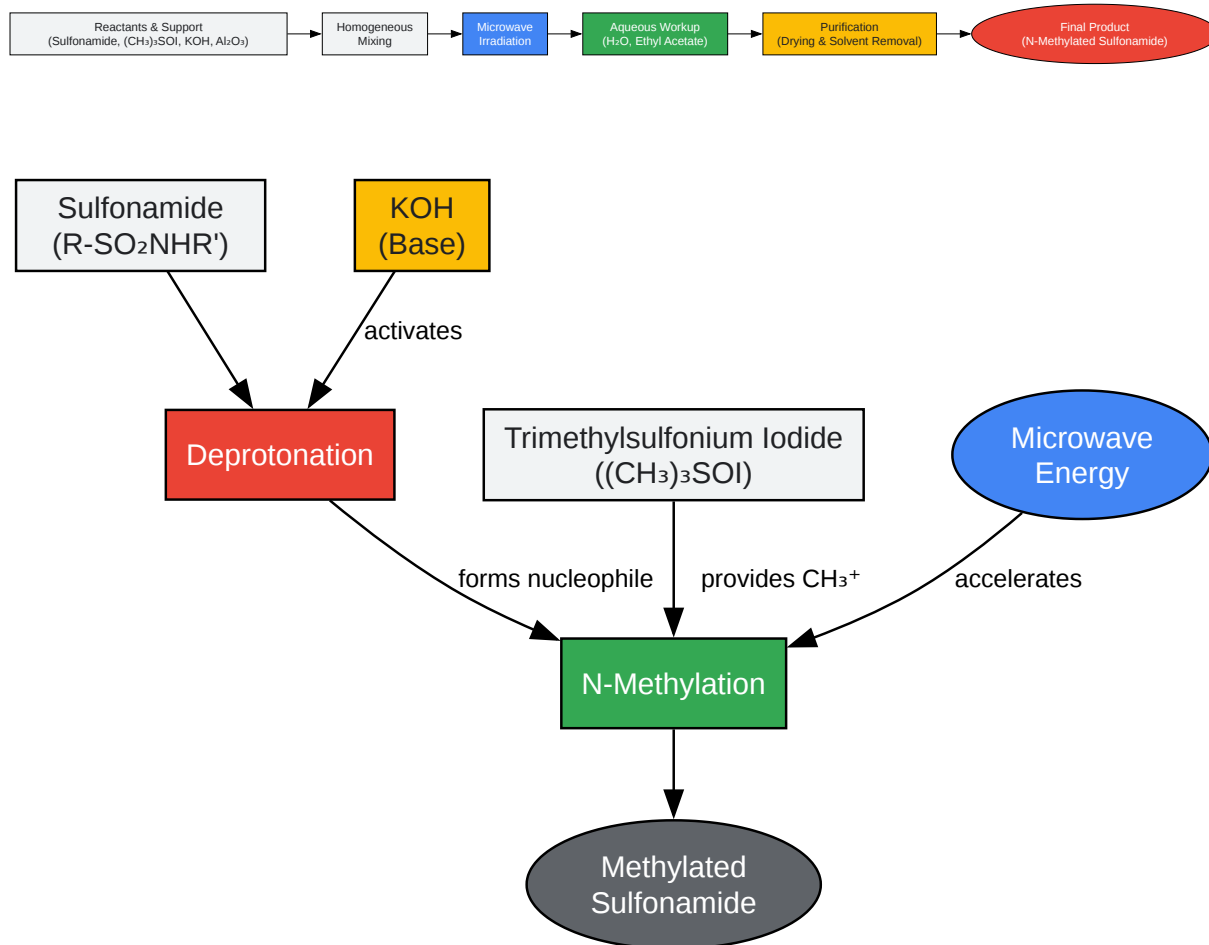 Reactants & Support
(Sulfonamide, (CH₃)₃SOI, KOH, Al₂O₃)
Homogeneous
Mixing
Microwave
Irradiation
Aqueous Workup
(H₂O, Ethyl Acetate)
Purification
(Drying & Solvent Removal)
Final Product
(N-Methylated Sulfonamide)
Sulfonamide
(R-SO₂NHR')
KOH
(Base)
activates
Deprotonation
Trimethylsulfonium Iodide
((CH₃)₃SOI)
Microwave
Energy
forms nucleophile
provides CH₃⁺
accelerates
N-Methylation
Methylated
Sulfonamide